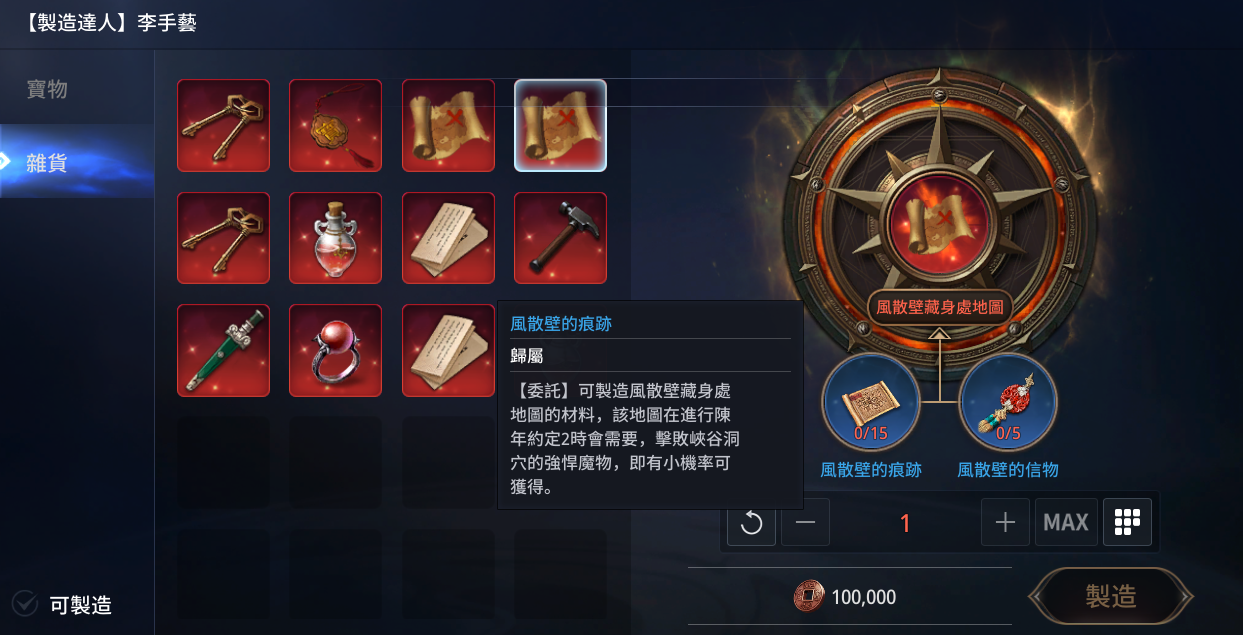 【製造達人】李手藝
寶物
雜貨
風散壁藏身處地圖
風散壁的痕跡
歸屬
【委託】可製造風散壁藏身處
地圖的材料，該地圖在進行陳
年約定2時會需要，擊敗峽谷洞
穴的強悍魔物，即有小機率可
獲得。
0/15
0/5
風散壁的痕跡
風散壁的信物
1
MAX
100,000
製造
可製造